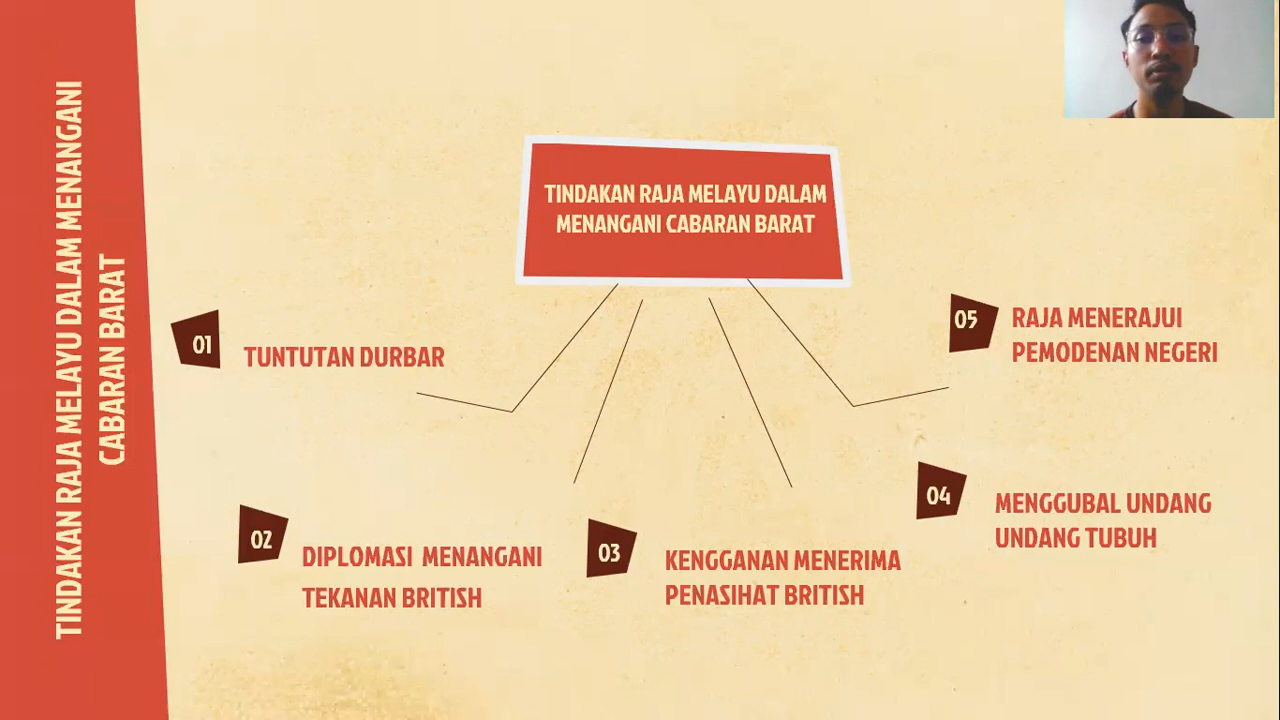 TINDAKAN RAJA MELAYU DALAM MENANGANI
CABARAN BARAT
TINDAKAN RAJA MELAYU DALAM
MENANGANI CABARAN BARAT
01
TUNTUTAN DURBAR
02
DIPLOMASI MENANGANI
TEKANAN BRITISH
03
KENGGANAN MENERIMA
PENASIHAT BRITISH
04
MENGGUBAL UNDANG
UNDANG TUBUH
05
RAJA MENERAJUI
PEMODENAN NEGERI